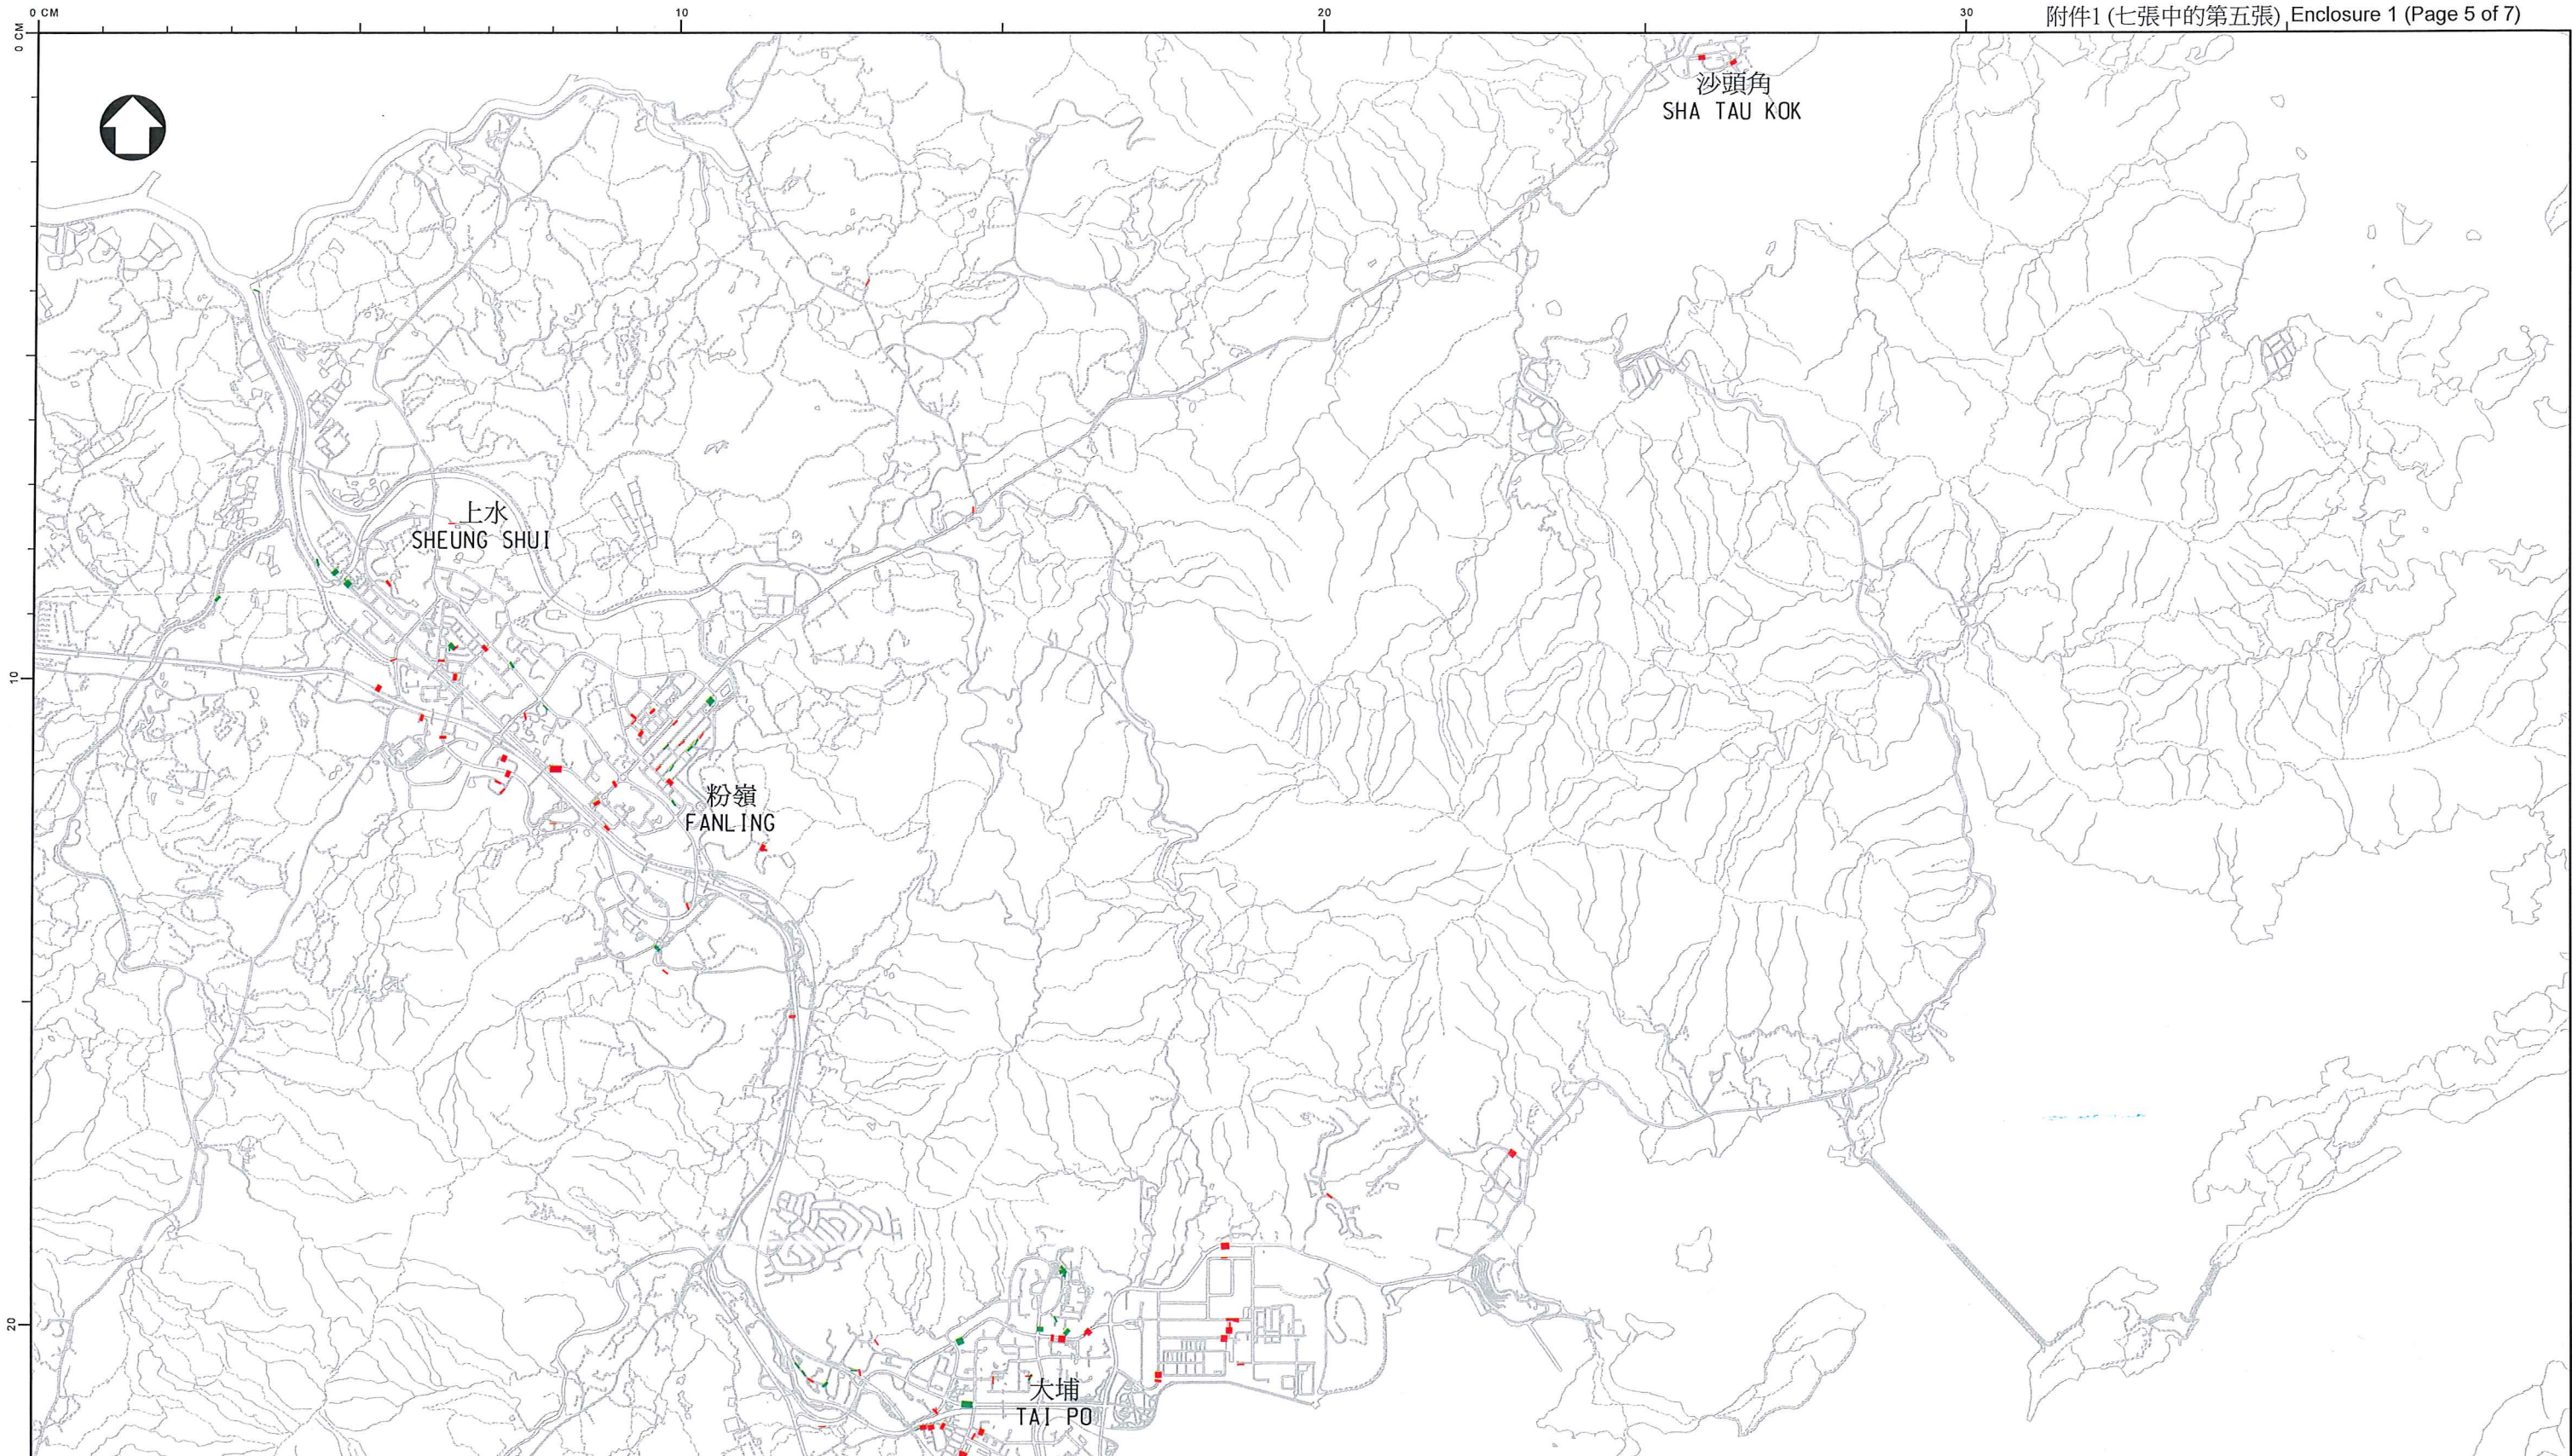 0 CM
10
20
30
附件1 (七張中的第五張) Enclosure 1 (Page 5 of 7)
0 CM
沙頭角
SHA TAU KOK
上水
SHEUNG SHUI
10
粉嶺
FANLING
20
大埔
TAI PO